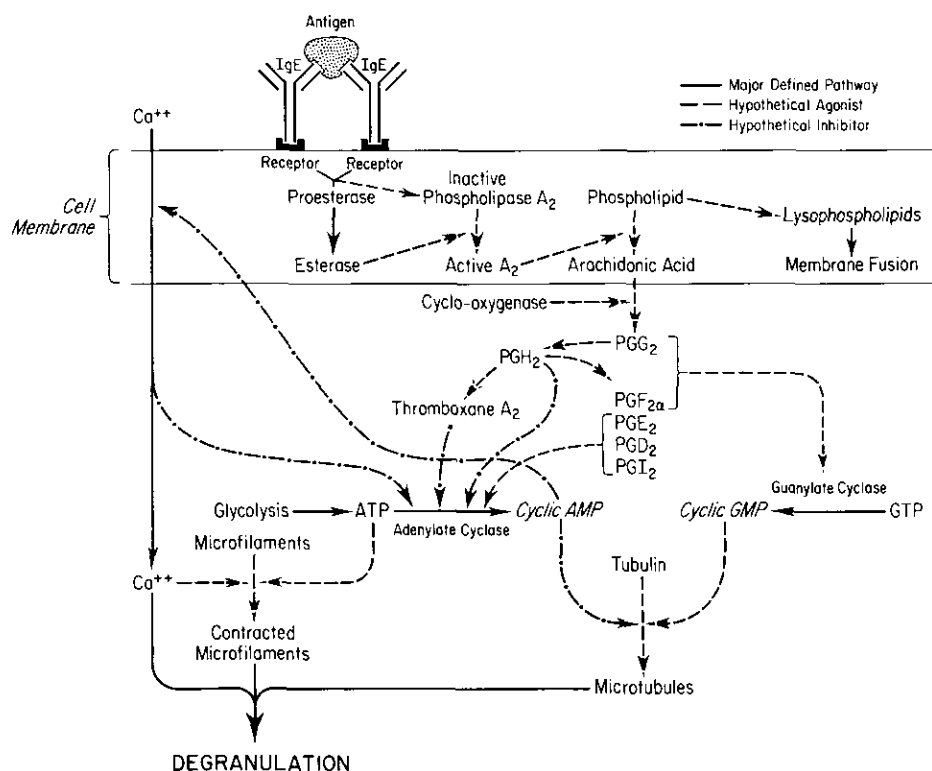 Antigen
IgE IgE
Major Defined Pathway
Hypothetical Agonist
Hypothetical Inhibitor
Ca++
Receptor Receptor
Cell
Membrane
Proesterase
Inactive
Phospholipase A2
Phospholipid
Lysophospholipids
Esterase
Active A2
Arachidonic Acid
Membrane Fusion
Cyclo-oxygenase
PGG2
PGH2
Thromboxane A2
PGF2α
PGE2
PGD2
PGI2
Guanylate Cyclase
Glycolysis
ATP
Adenylate Cyclase
Cyclic AMP
Cyclic GMP
GTP
Microfilaments
Tubulin
Ca++
Contracted
Microfilaments
Microtubules
DEGRANULATION